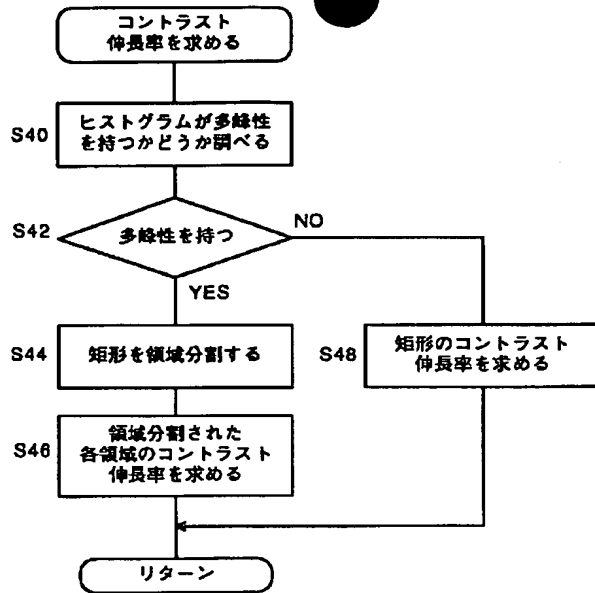 コントラスト
伸長率を求める
S40
ヒストグラムが多峰性
を持つかどうか調べる
S42
多峰性を持つ
NO
YES
S44
矩形を領域分割する
S48
矩形のコントラスト
伸長率を求める
S46
領域分割された
各領域のコントラスト
伸長率を求める
リターン